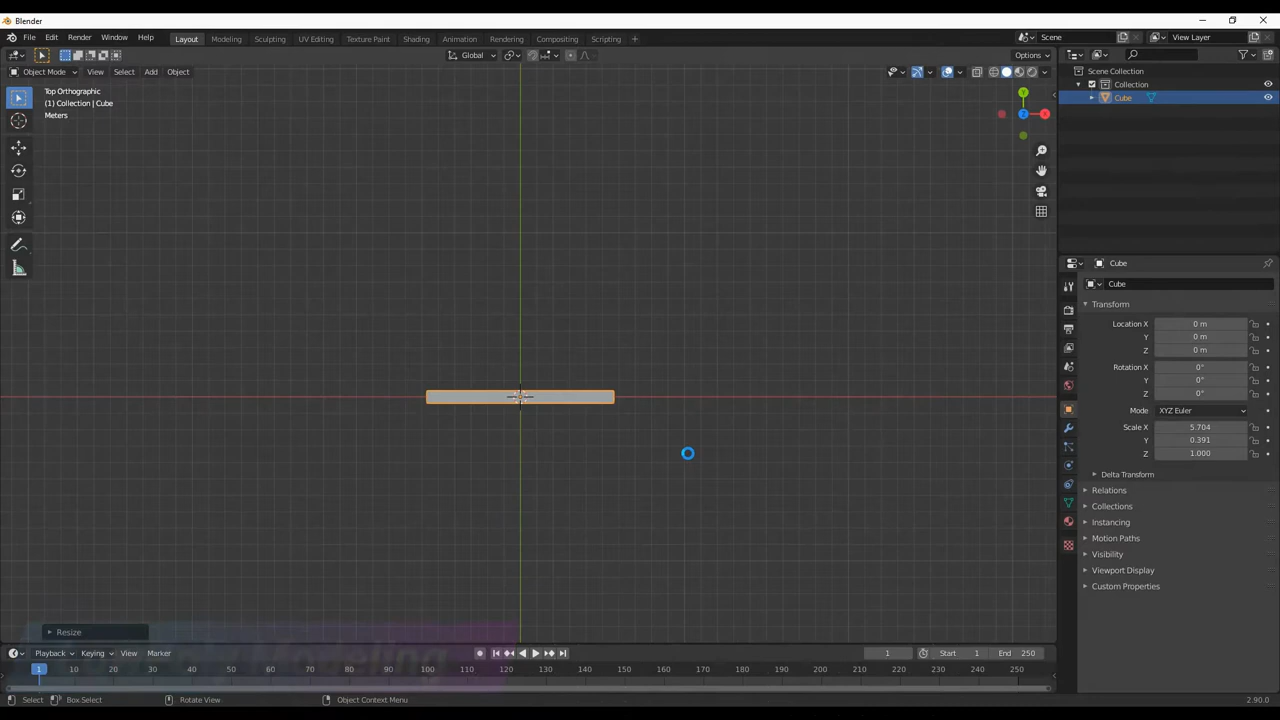 Blender
File Edit Render Window Help Layout Modeling Sculpting UV Editing Texture Paint Shading Animation Rendering Compositing Scripting + Scene View Layer
Global Options
Object Mode View Select Add Object
Scene Collection
Collection
Cube
Top Orthographic
(1) Collection | Cube
Meters
Y
Z
X
Cube
Cube
Transform
Location X 0 m
Y 0 m
Z 0 m
Rotation X 0°
Y 0°
Z 0°
Mode XYZ Euler
Scale X 5.704
Y 0.391
Z 1.000
Delta Transform
Relations
Collections
Instancing
Motion Paths
Visibility
Viewport Display
Custom Properties
Resize
Modeling
Playback Keying View Marker 1 Start 1 End 250
1 10 20 30 40 50 60 70 80 90 100 110 120 130 140 150 160 170 180 190 200 210 220 230 240 250
Select Box Select Rotate View Object Context Menu 2.90.0